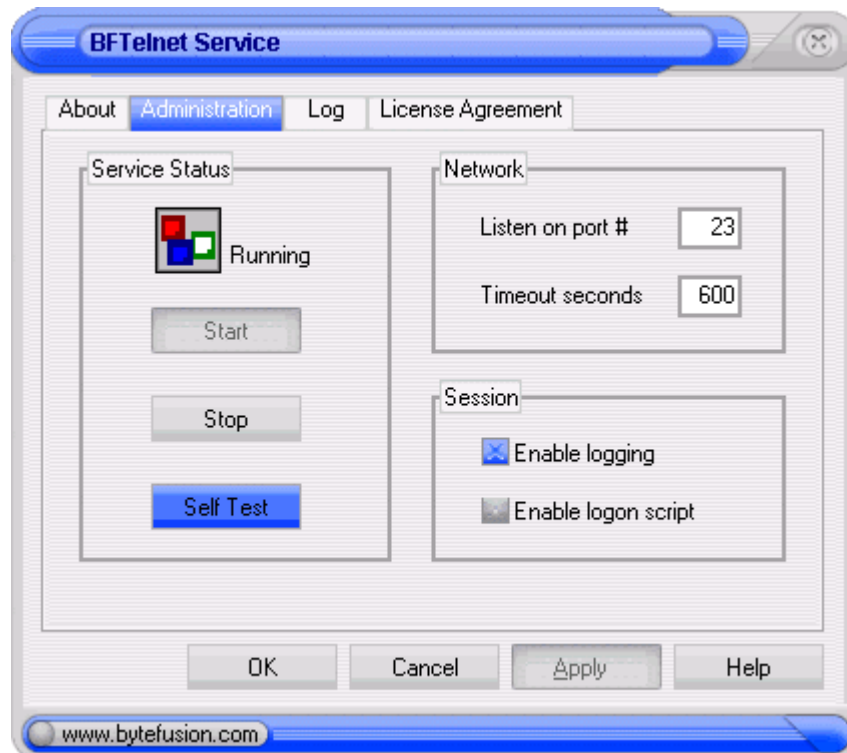 BFTelnet Service
About Administration Log License Agreement
Service Status
Running
Start
Stop
Self Test
Network
Listen on port # 23
Timeout seconds 600
Session
Enable logging
Enable logon script
OK Cancel Apply Help
www.bytefusion.com